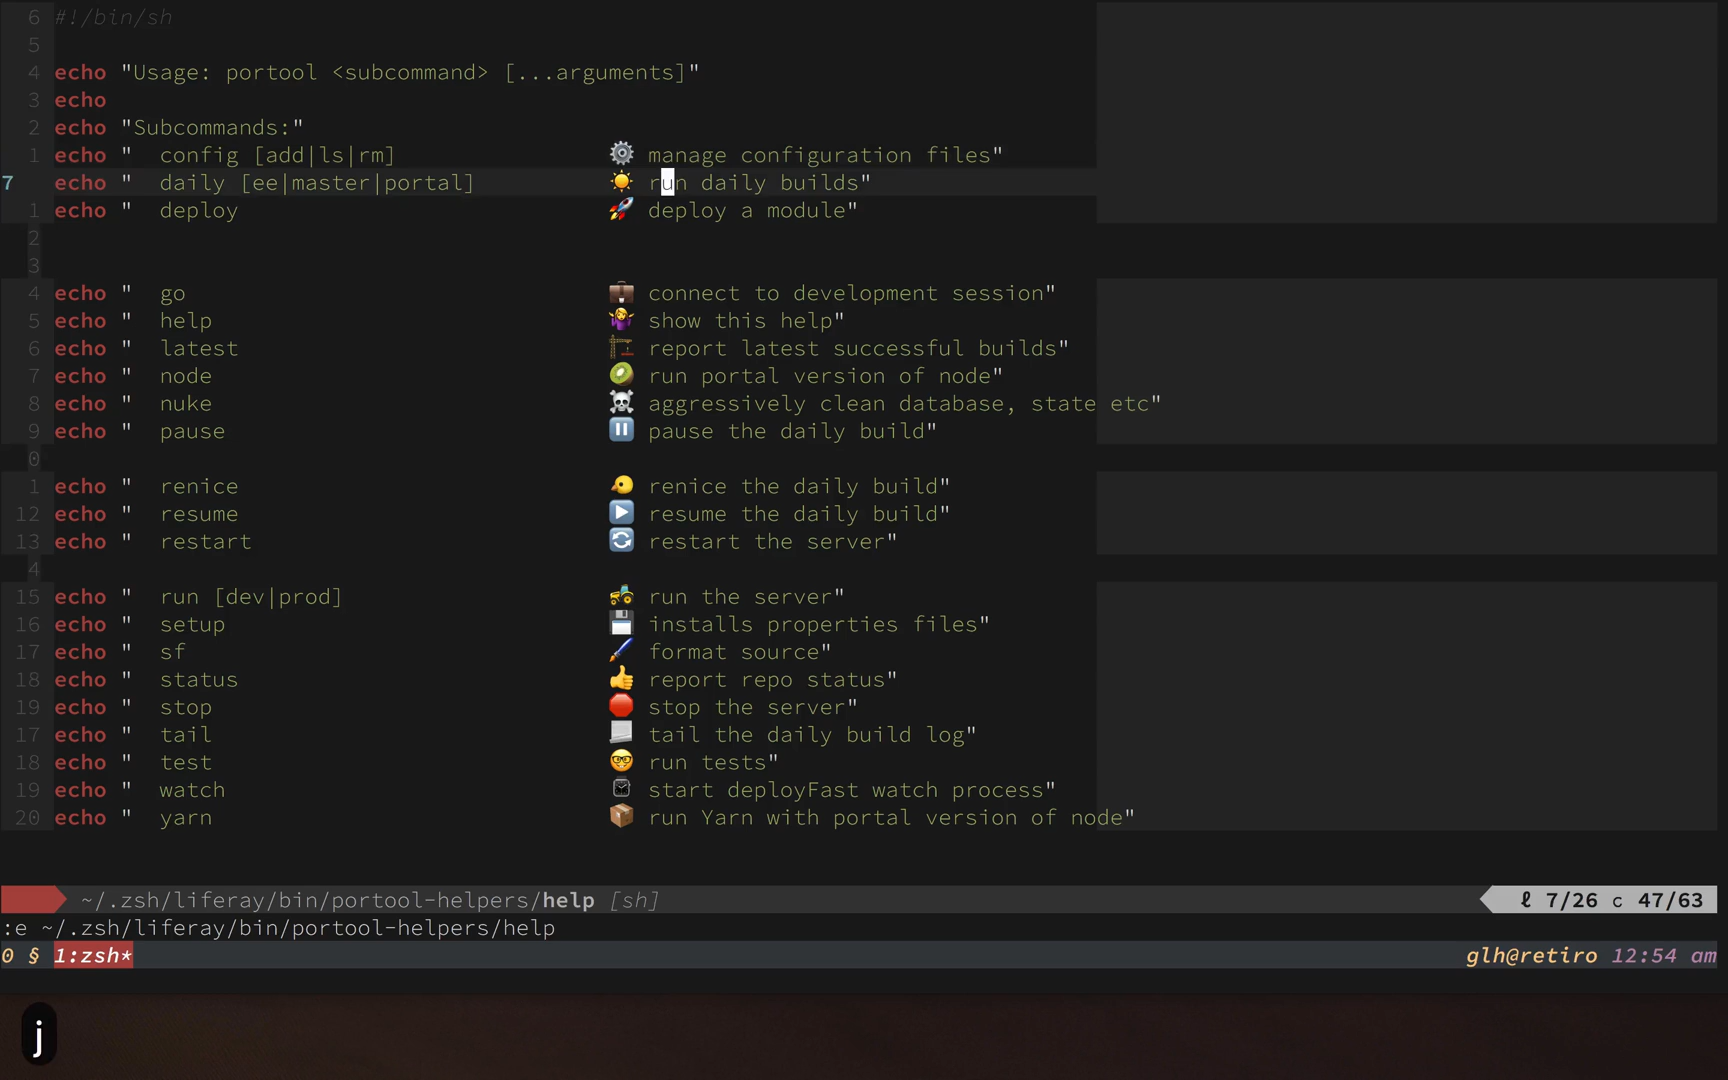 6 #!/bin/sh
5
4 echo "Usage: portool <subcommand> [...arguments]"
3 echo
2 echo "Subcommands:"
1 echo "  config [add|ls|rm] ⚙️ manage configuration files"
7 echo "  daily [ee|master|portal] ☀️ run daily builds"
1 echo "  deploy 🚀 deploy a module"
2
3
4 echo "  go 💼 connect to development session"
5 echo "  help 🤷‍♀️ show this help"
6 echo "  latest 🏗️ report latest successful builds"
7 echo "  node 🥝 run portal version of node"
8 echo "  nuke ☠️ aggressively clean database, state etc"
9 echo "  pause ⏸️ pause the daily build"
0
1 echo "  renice 🐤 renice the daily build"
12 echo "  resume ▶️ resume the daily build"
13 echo "  restart 🔄 restart the server"
4
15 echo "  run [dev|prod] 🚜 run the server"
16 echo "  setup 💾 installs properties files"
17 echo "  sf 🖌️ format source"
18 echo "  status 👍 report repo status"
19 echo "  stop 🛑 stop the server"
17 echo "  tail 📜 tail the daily build log"
18 echo "  test 🤓 run tests"
19 echo "  watch ⌚ start deployFast watch process"
20 echo "  yarn 📦 run Yarn with portal version of node"
~/.zsh/liferay/bin/portool-helpers/help [sh] ℓ 7/26 c 47/63
:e ~/.zsh/liferay/bin/portool-helpers/help
0 § 1:zsh* glh@retiro 12:54 am
j